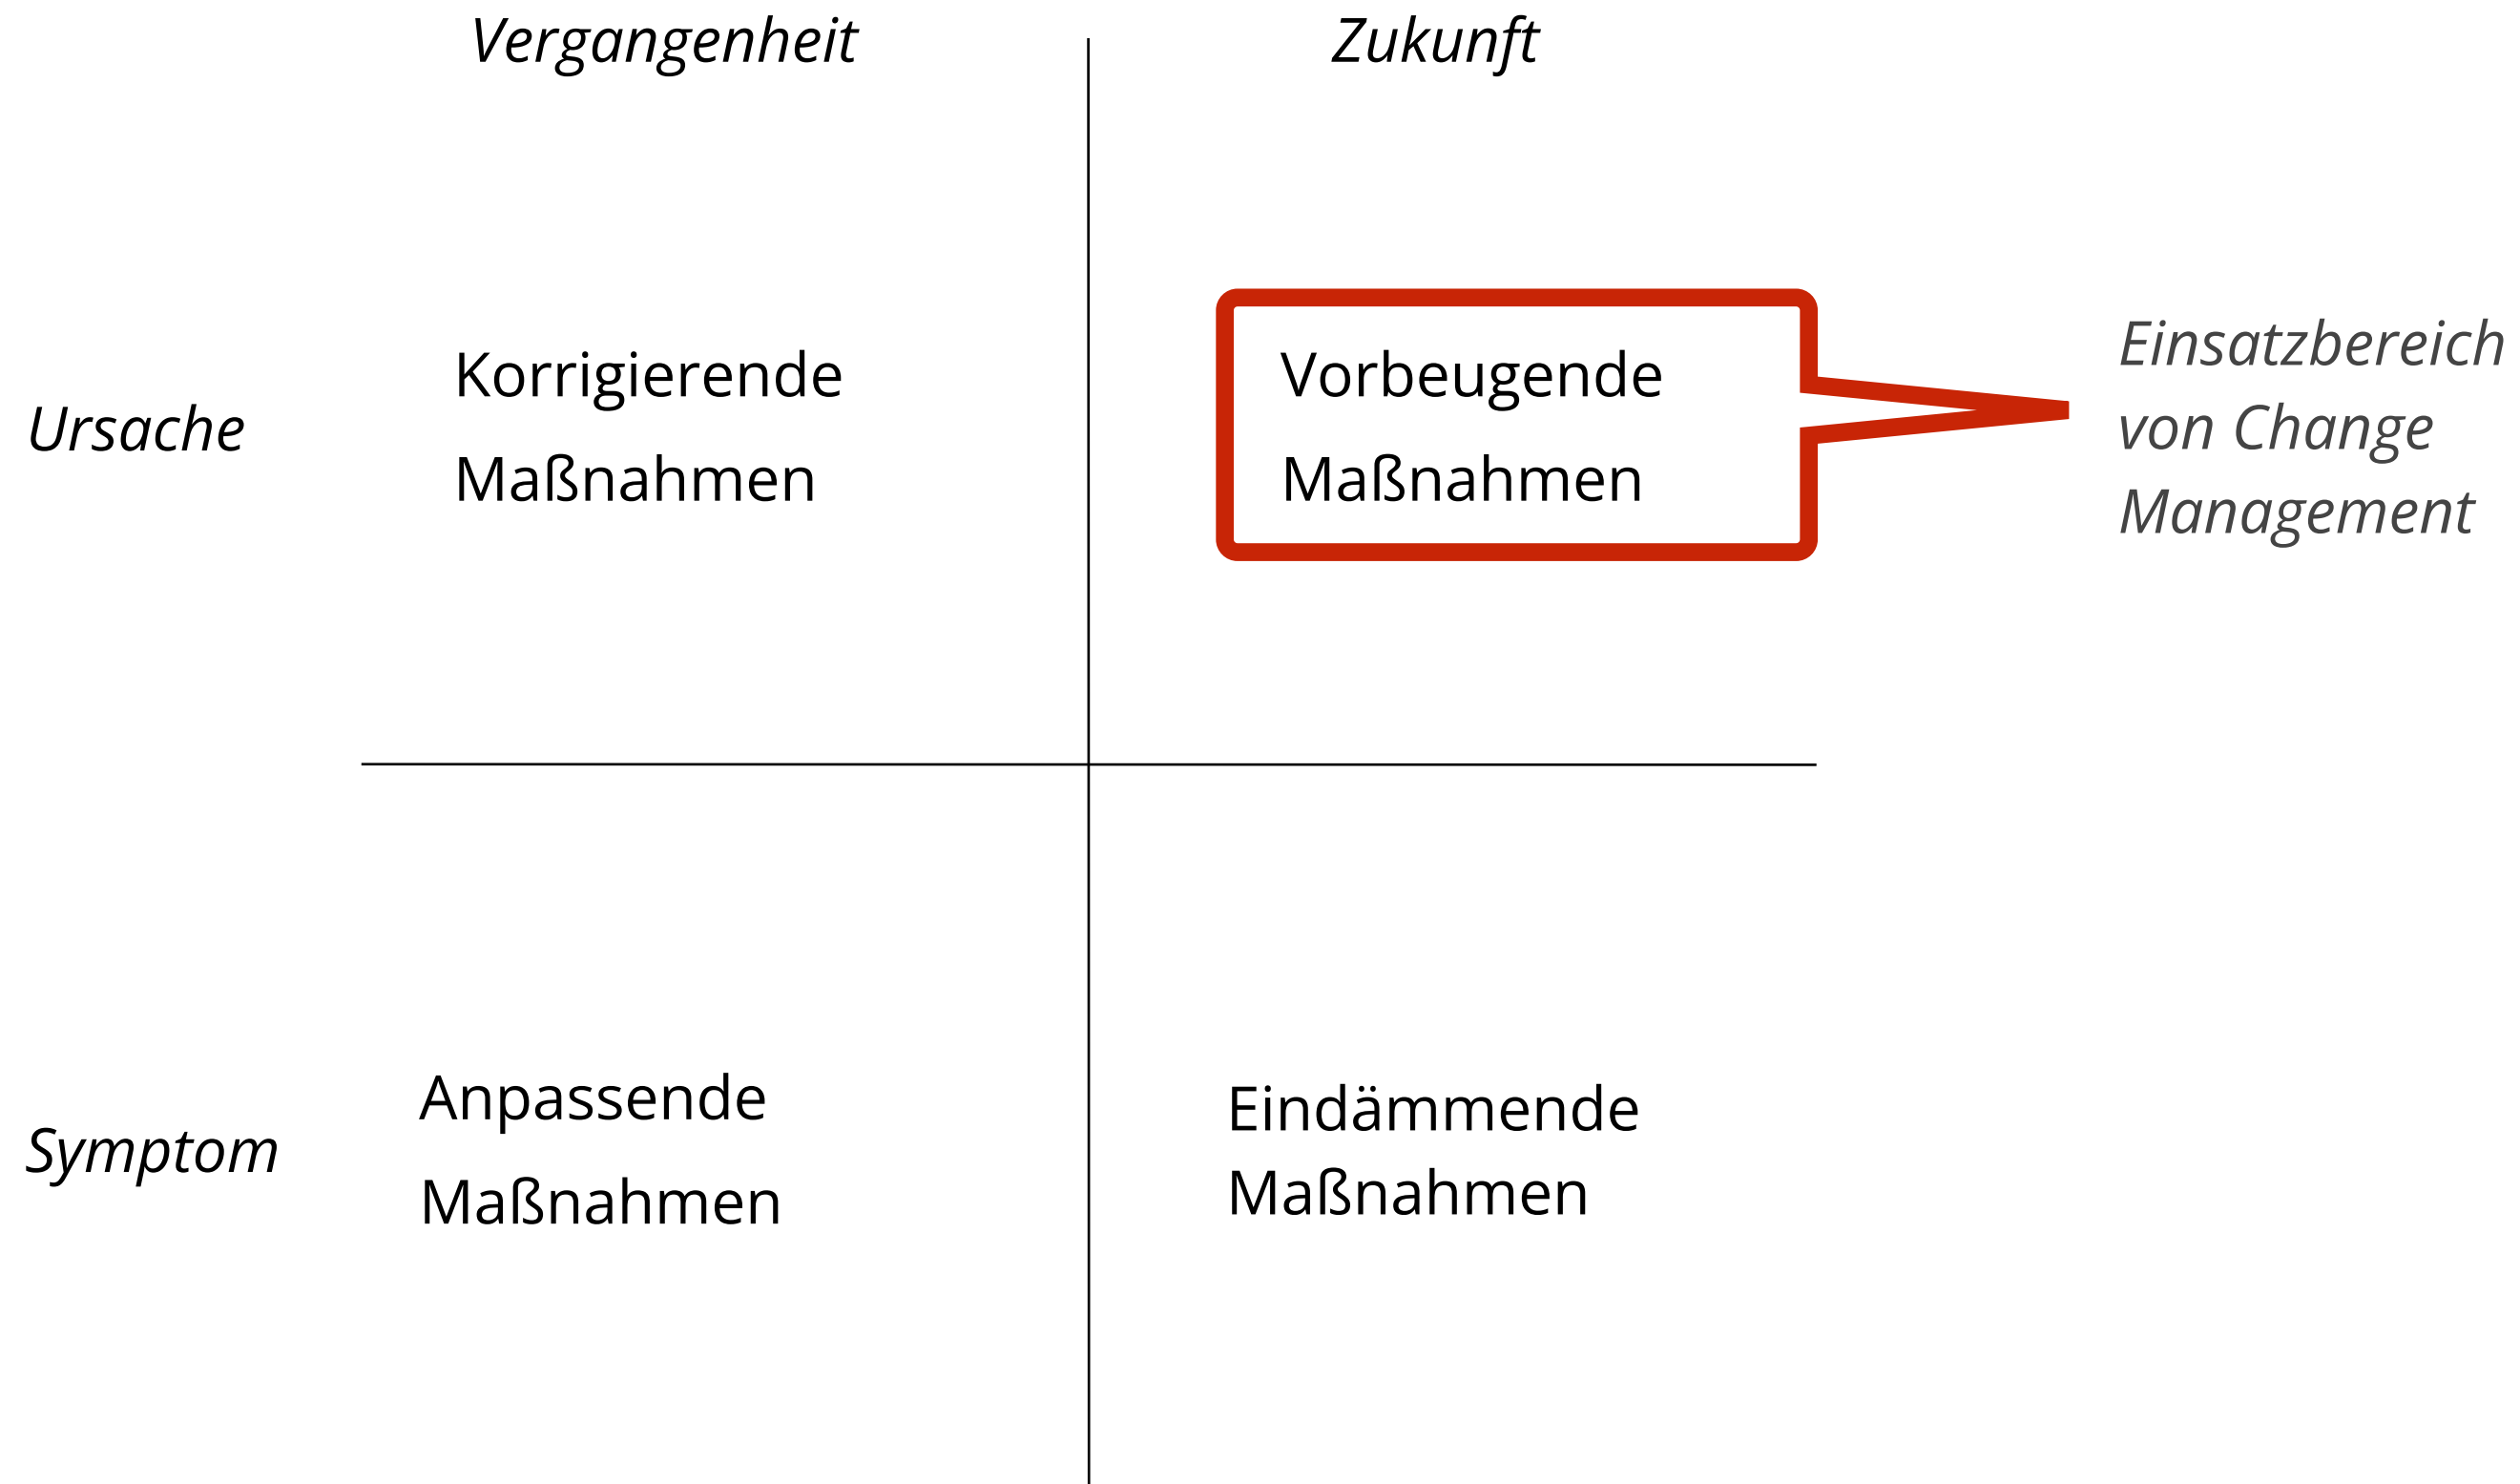 Vergangenheit
Zukunft
Ursache
Korrigierende
Maßnahmen
Vorbeugende
Maßnahmen
Einsatzbereich
von Change
Management
Symptom
Anpassende
Maßnahmen
Eindämmende
Maßnahmen